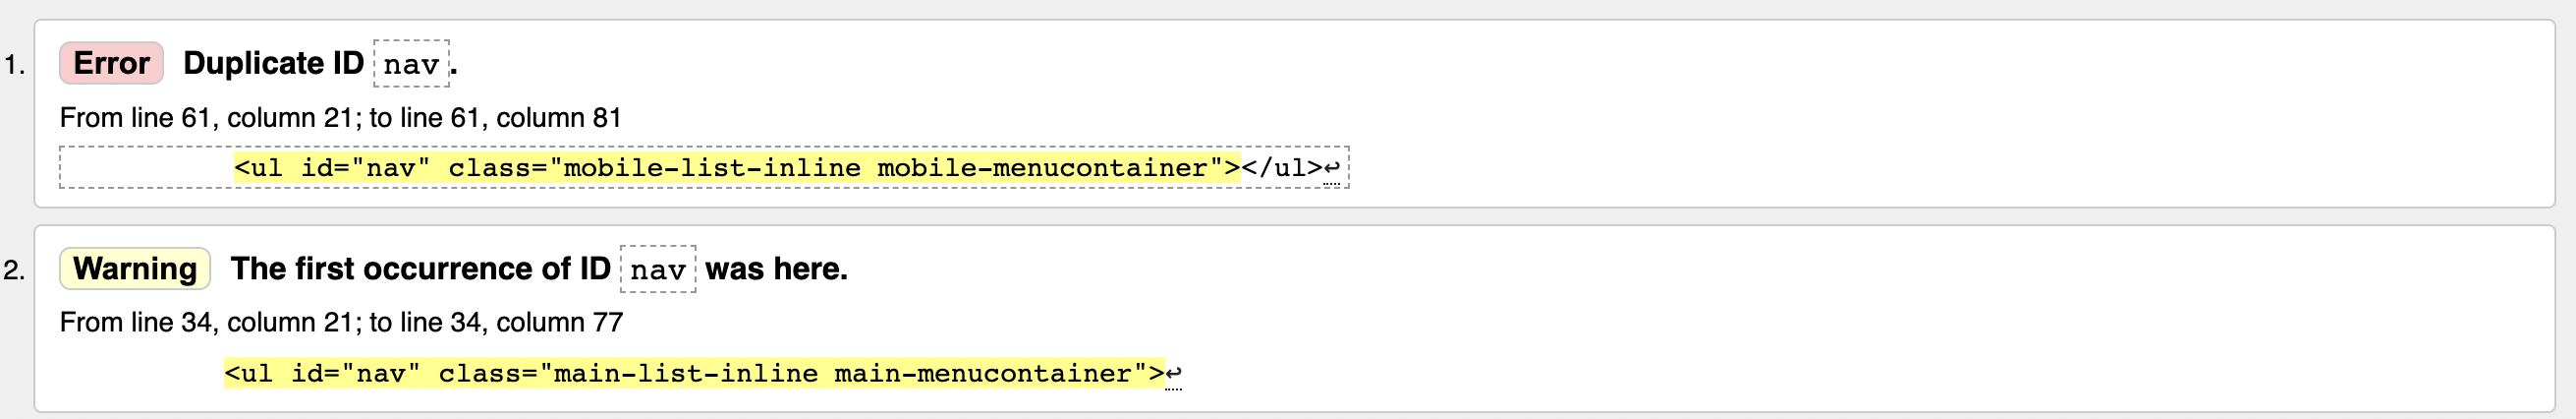 1. Error Duplicate ID nav.
From line 61, column 21; to line 61, column 81
<ul id="nav" class="mobile-list-inline mobile-menucontainer"></ul>↩
2. Warning The first occurrence of ID nav was here.
From line 34, column 21; to line 34, column 77
<ul id="nav" class="main-list-inline main-menucontainer">↩